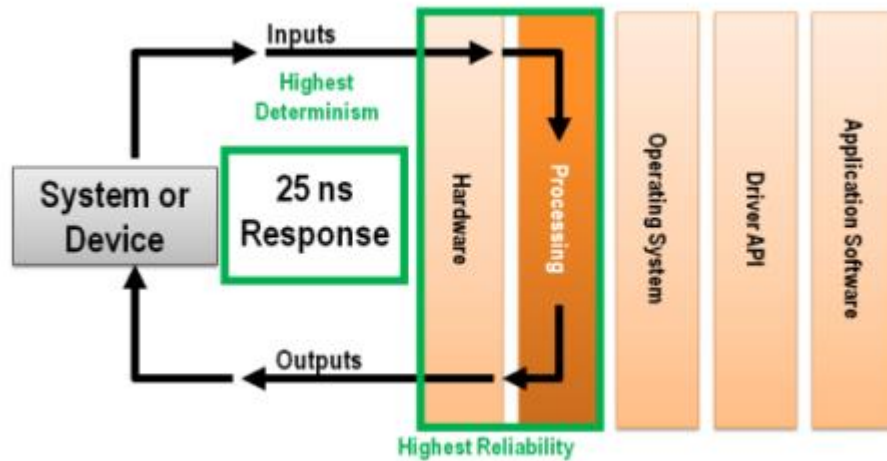 Inputs
Highest
Determinism
System or
Device
25 ns
Response
Hardware
Processing
Operating System
Driver API
Application Software
Outputs
Highest Reliability